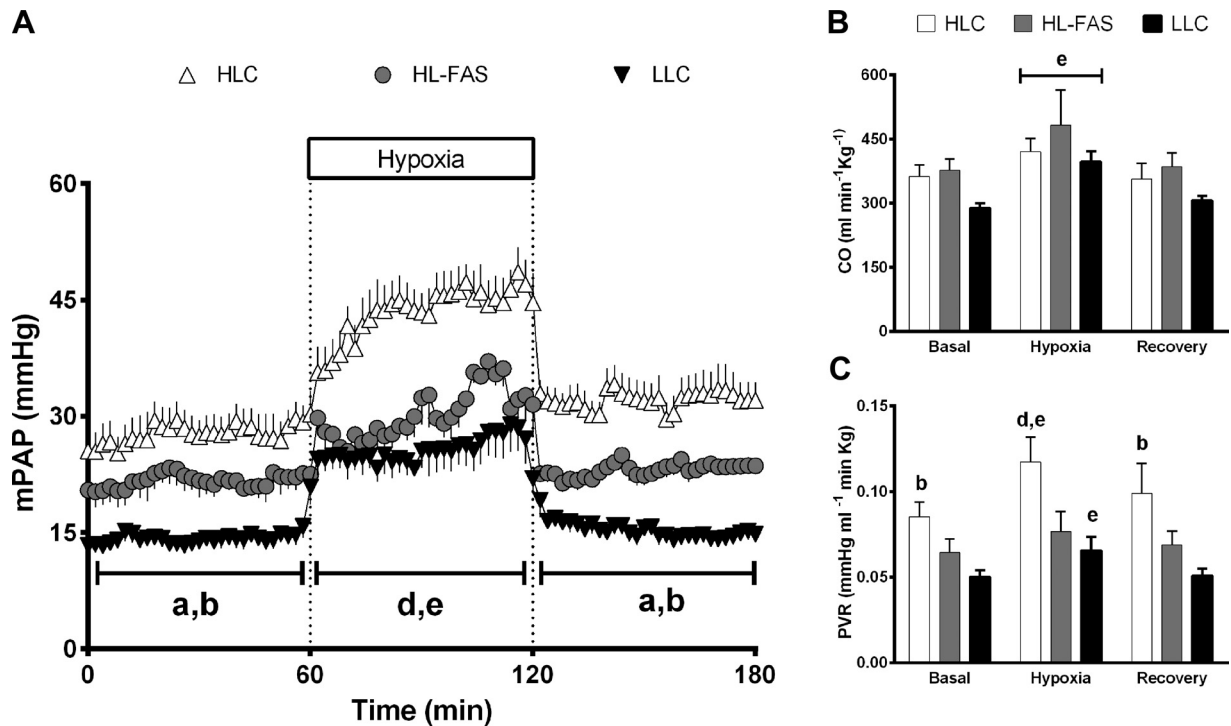 A
HLC HL-FAS LLC
Hypoxia
mPAP (mmHg)
60
45
30
15
0
a,b d,e a,b
0 60 120 180
Time (min)
B
HLC HL-FAS LLC
e
CO (ml min⁻¹Kg⁻¹)
600
450
300
150
0
Basal Hypoxia Recovery
C
PVR (mmHg ml⁻¹ min Kg)
0.15
0.10
0.05
0.00
b
d,e
e
b
Basal Hypoxia Recovery